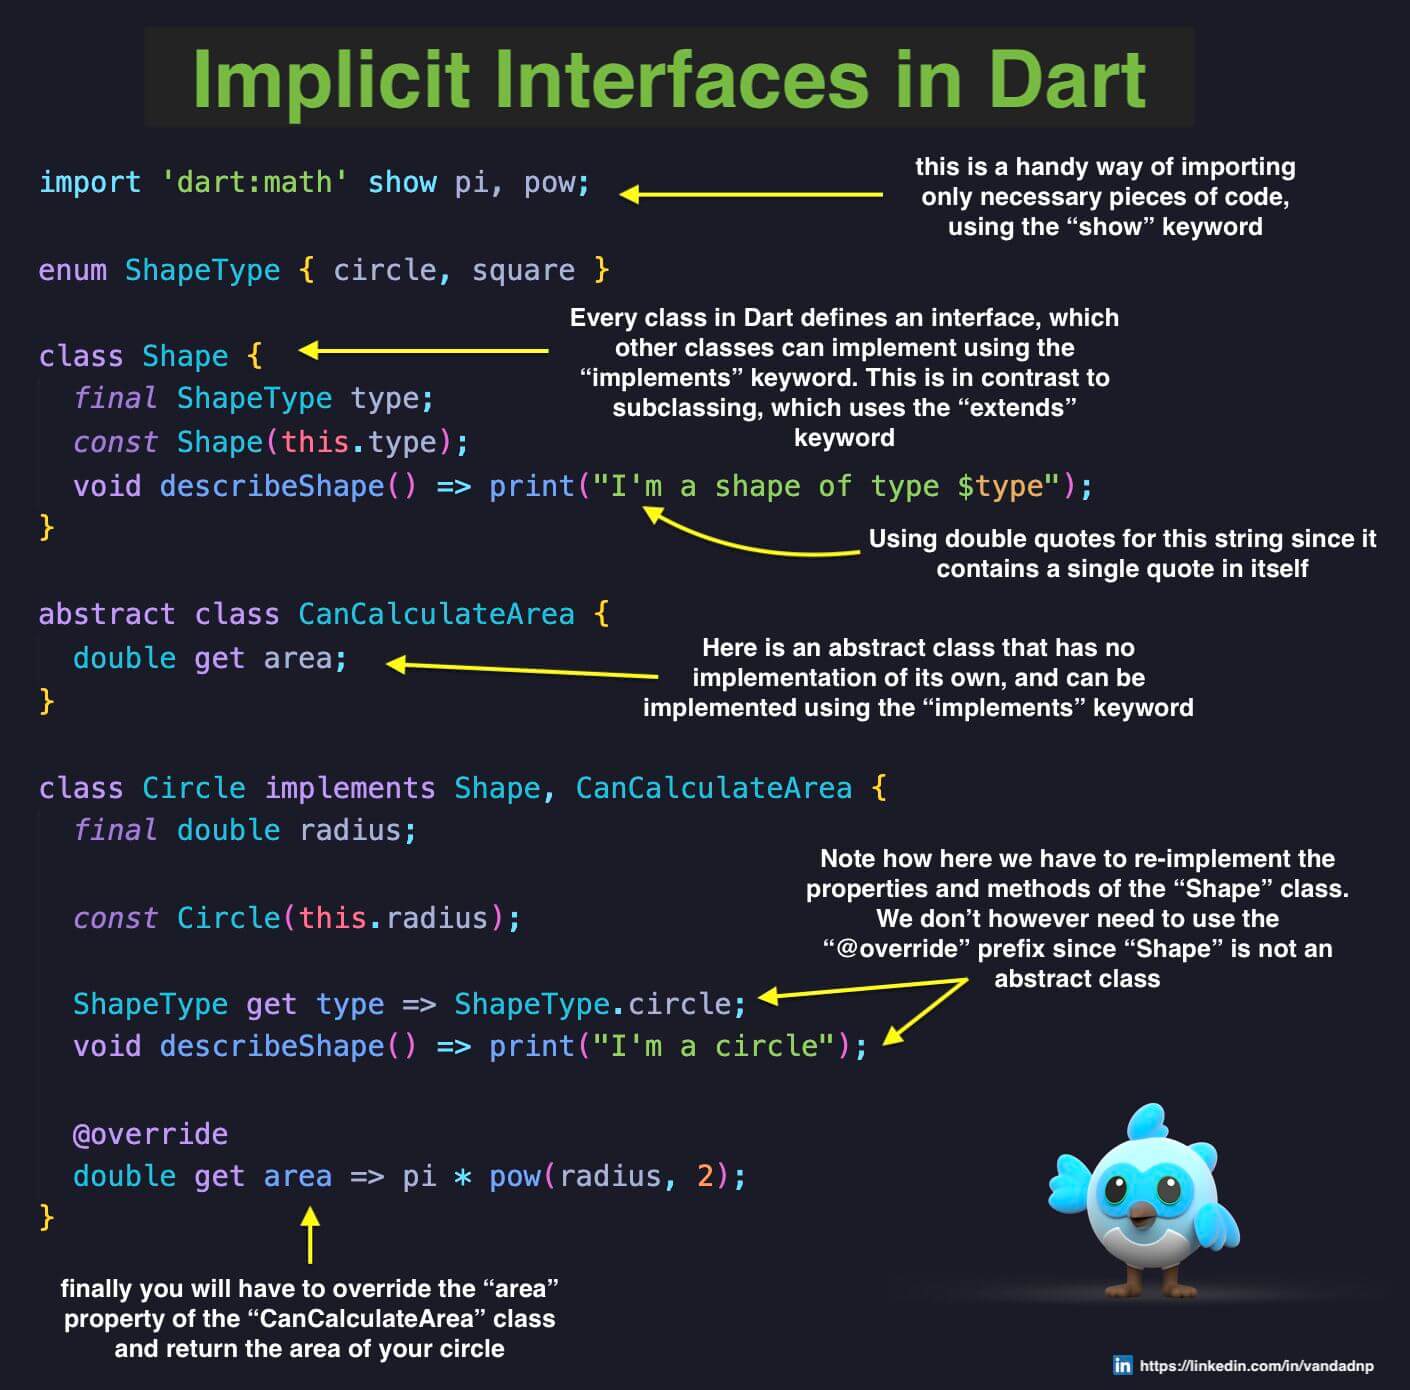 Implicit Interfaces in Dart
import 'dart:math' show pi, pow;
this is a handy way of importing
only necessary pieces of code,
using the “show” keyword
enum ShapeType { circle, square }
Every class in Dart defines an interface, which
other classes can implement using the
“implements” keyword. This is in contrast to
subclassing, which uses the “extends”
keyword
class Shape {
final ShapeType type;
const Shape(this.type);
void describeShape() => print("I'm a shape of type $type");
}
Using double quotes for this string since it
contains a single quote in itself
abstract class CanCalculateArea {
double get area;
}
Here is an abstract class that has no
implementation of its own, and can be
implemented using the “implements” keyword
class Circle implements Shape, CanCalculateArea {
final double radius;
const Circle(this.radius);
Note how here we have to re-implement the
properties and methods of the “Shape” class.
We don’t however need to use the
“@override” prefix since “Shape” is not an
abstract class
ShapeType get type => ShapeType.circle;
void describeShape() => print("I'm a circle");
@override
double get area => pi * pow(radius, 2);
}
finally you will have to override the “area”
property of the “CanCalculateArea” class
and return the area of your circle
in https://linkedin.com/in/vandadnp